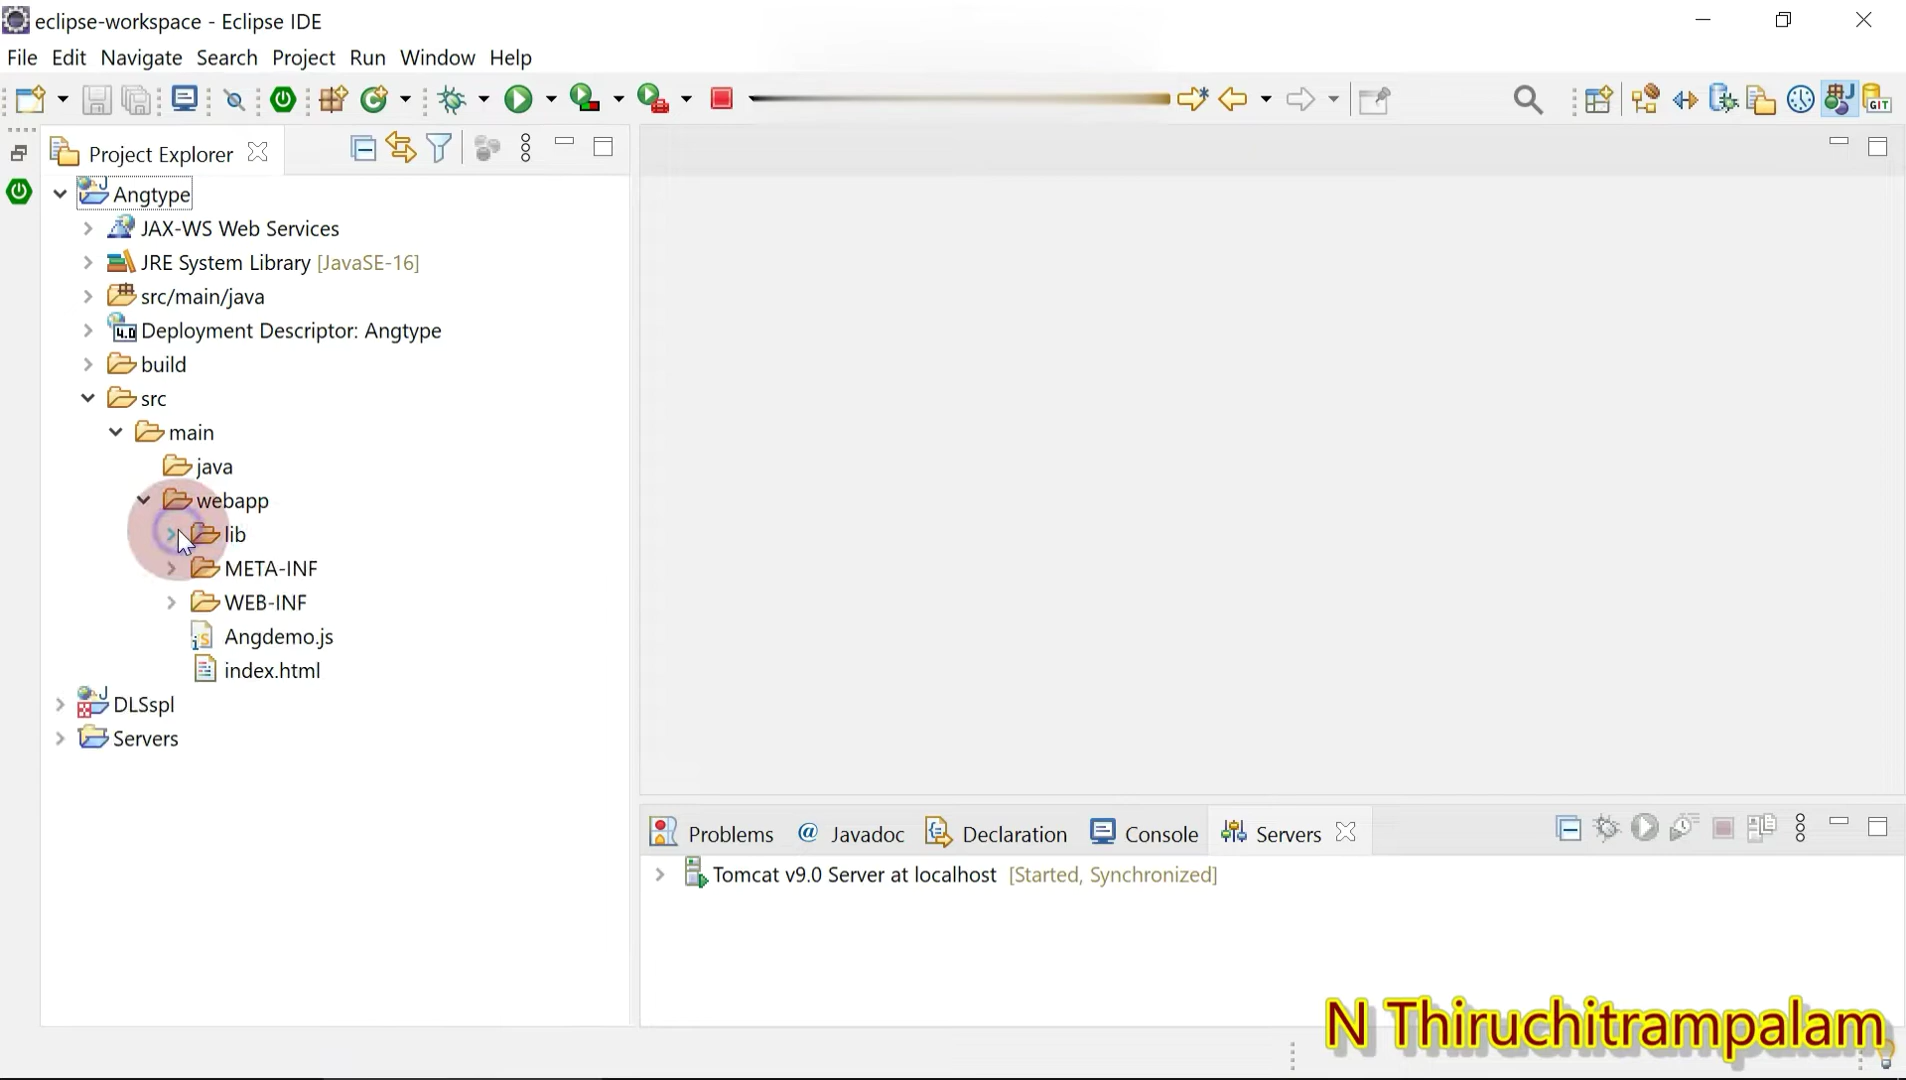 eclipse-workspace - Eclipse IDE
File Edit Navigate Search Project Run Window Help
GIT
Project Explorer
Angtype
JAX-WS Web Services
JRE System Library [JavaSE-16]
src/main/java
4.0 Deployment Descriptor: Angtype
build
src
main
java
webapp
lib
META-INF
WEB-INF
Angdemo.js
index.html
DLSspl
Servers
Problems @ Javadoc Declaration Console Servers
Tomcat v9.0 Server at localhost [Started, Synchronized]
N Thiruchitrampalam